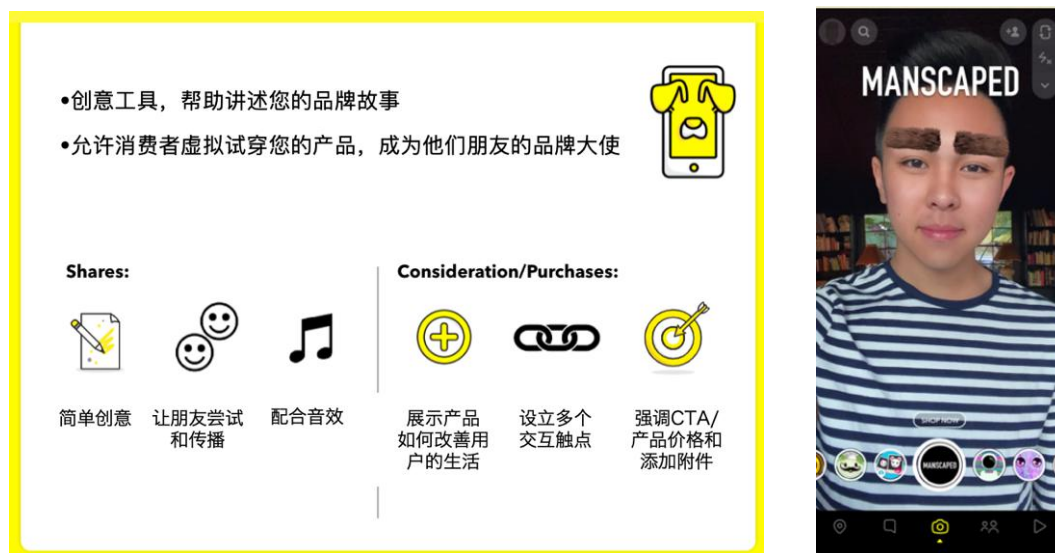 •创意工具，帮助讲述您的品牌故事
•允许消费者虚拟试穿您的产品，成为他们朋友的品牌大使
Shares:
简单创意
让朋友尝试
和传播
配合音效
Consideration/Purchases:
展示产品
如何改善用
户的生活
设立多个
交互触点
强调CTA/
产品价格和
添加附件
MANSCAPED
SHOP NOW
MANSCAPED